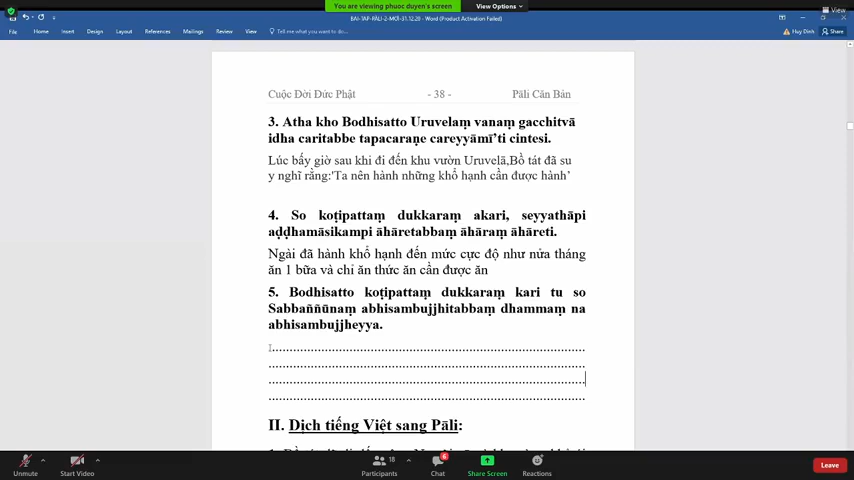 You are viewing phuoc duyen's screen
View Options
View
BAI-TAP-PĀLI-2-MƠI-31.12.20 - Word (Product Activation Failed)
File Home Insert Design Layout References Mailings Review View Tell me what you want to do... Huy Dinh Share
Cuộc Đời Đức Phật - 38 - Pāli Căn Bản
3. Atha kho Bodhisatto Uruvelaṃ vanaṃ gacchitvā
idha caritabbe tapacaraṇe careyyāmī'ti cintesi.
Lúc bấy giờ sau khi đi đến khu vườn Uruvelā,Bồ tát đã su
y nghĩ rằng:'Ta nên hành những khổ hạnh cần được hành'
4. So koṭipattaṃ dukkaraṃ akari, seyyathāpi
aḍḍhamāsikampi āhāretabbaṃ āhāraṃ āhāreti.
Ngài đã hành khổ hạnh đến mức cực độ như nửa tháng
ăn 1 bữa và chỉ ăn thức ăn cần được ăn
5. Bodhisatto koṭipattaṃ dukkaraṃ kari tu so
Sabbaññūnaṃ abhisambujjhitabbaṃ dhammaṃ na
abhisambujjheyya.
II. Dịch tiếng Việt sang Pāli:
Unmute Start Video Participants 18 Chat 6 Share Screen Reactions Leave